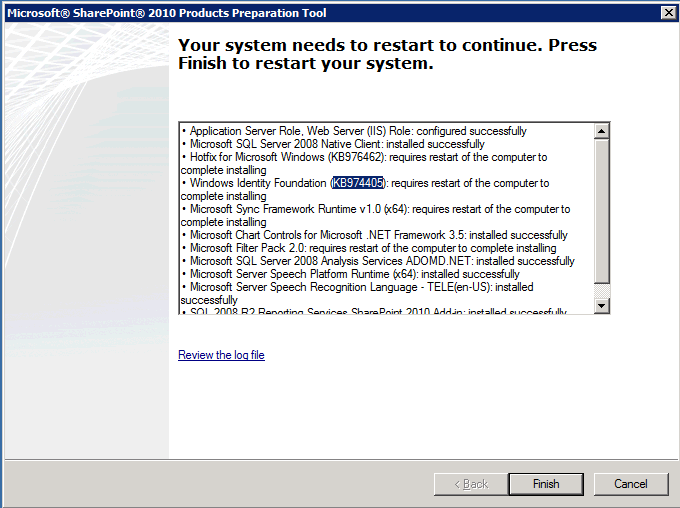 Microsoft® SharePoint® 2010 Products Preparation Tool
Your system needs to restart to continue. Press
Finish to restart your system.
• Application Server Role, Web Server (IIS) Role: configured successfully
• Microsoft SQL Server 2008 Native Client: installed successfully
• Hotfix for Microsoft Windows (KB976462): requires restart of the computer to
complete installing
• Windows Identity Foundation (KB974405): requires restart of the computer to
complete installing
• Microsoft Sync Framework Runtime v1.0 (x64): requires restart of the computer to
complete installing
• Microsoft Chart Controls for Microsoft .NET Framework 3.5: installed successfully
• Microsoft Filter Pack 2.0: requires restart of the computer to complete installing
• Microsoft SQL Server 2008 Analysis Services ADOMD.NET: installed successfully
• Microsoft Server Speech Platform Runtime (x64): installed successfully
• Microsoft Server Speech Recognition Language - TELE(en-US): installed
successfully
• SQL 2008 R2 Reporting Services SharePoint 2010 Add-in: installed successfully
Review the log file
< Back
Finish
Cancel